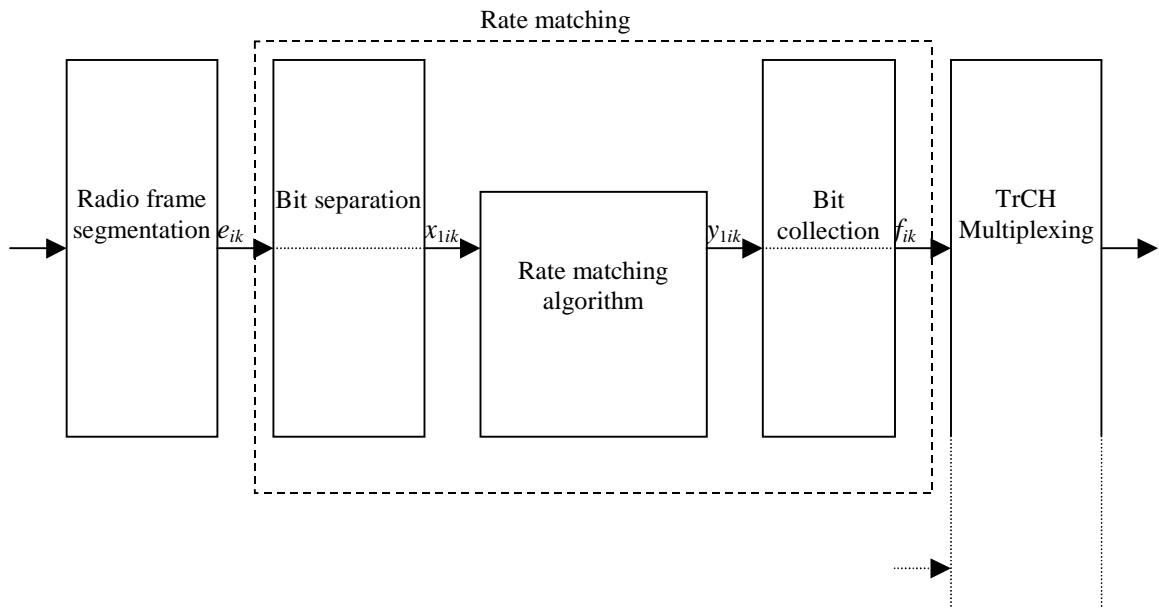 Rate matching
Radio frame
segmentation
e_ik
Bit separation
x_1ik
Rate matching
algorithm
y_1ik
Bit
collection
f_ik
TrCH
Multiplexing